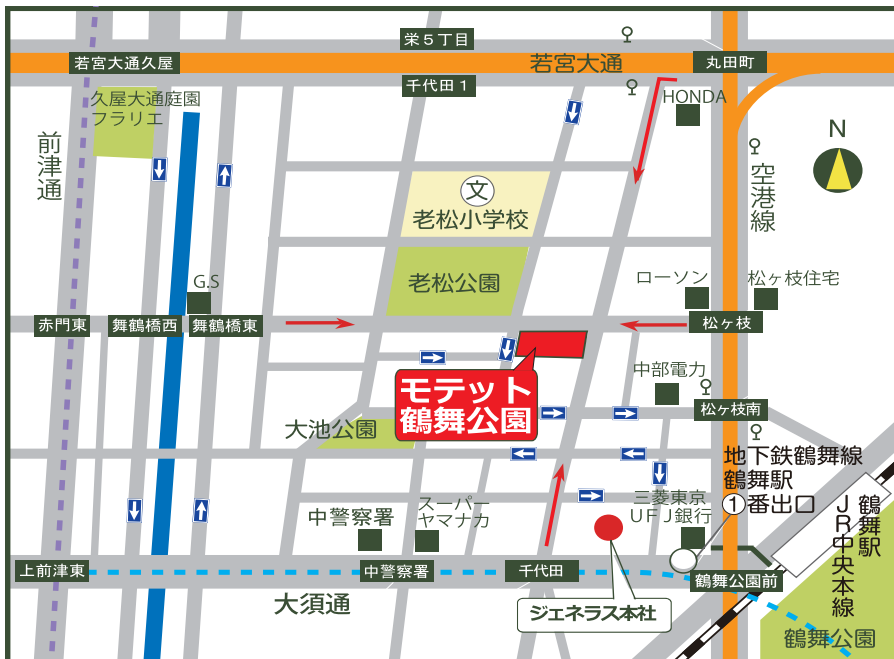 栄5丁目
若宮大通久屋
若宮大通
丸田町
千代田1
久屋大通庭園
フラリエ
HONDA
前津通
N
空港線
文
老松小学校
老松公園
G.S
ローソン
松ヶ枝住宅
赤門東
舞鶴橋西
舞鶴橋東
松ヶ枝
モテット
鶴舞公園
中部電力
松ヶ枝南
大池公園
地下鉄鶴舞線
鶴舞駅
①番出口
三菱東京
UFJ銀行
スーパー
ヤマナカ
中警察署
鶴舞駅
JR中央本線
上前津東
中警察署
千代田
鶴舞公園前
大須通
ジェネラス本社
鶴舞公園